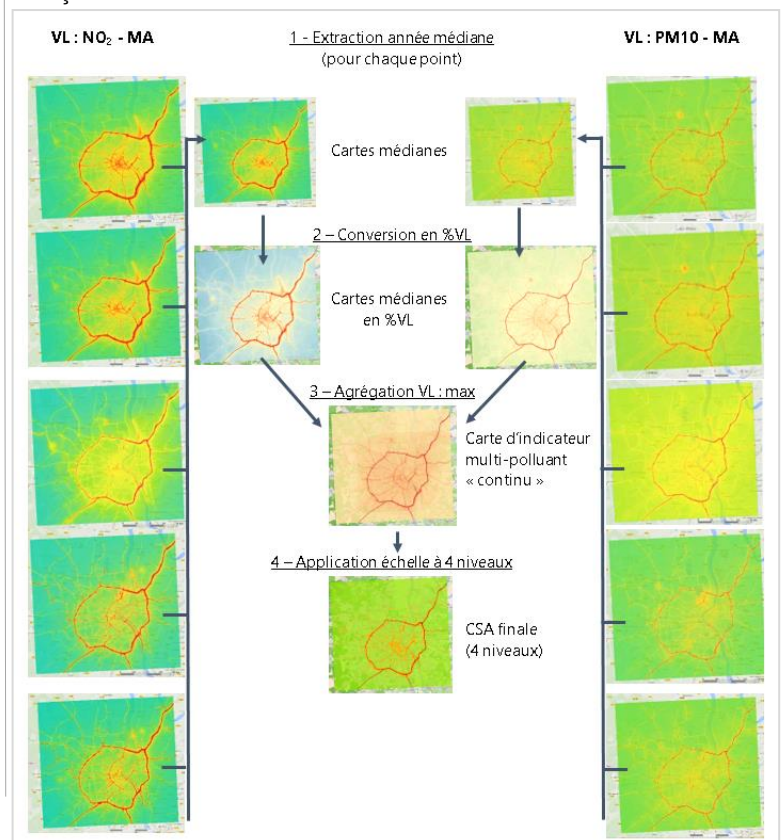 VL : NO₂ - MA
1 - Extraction année médiane
(pour chaque point)
VL : PM10 - MA
Cartes médianes
2 – Conversion en %VL
Cartes médianes
en %VL
3 – Agrégation VL : max
Carte d'indicateur
multi-polluant
« continu »
4 – Application échelle à 4 niveaux
CSA finale
(4 niveaux)